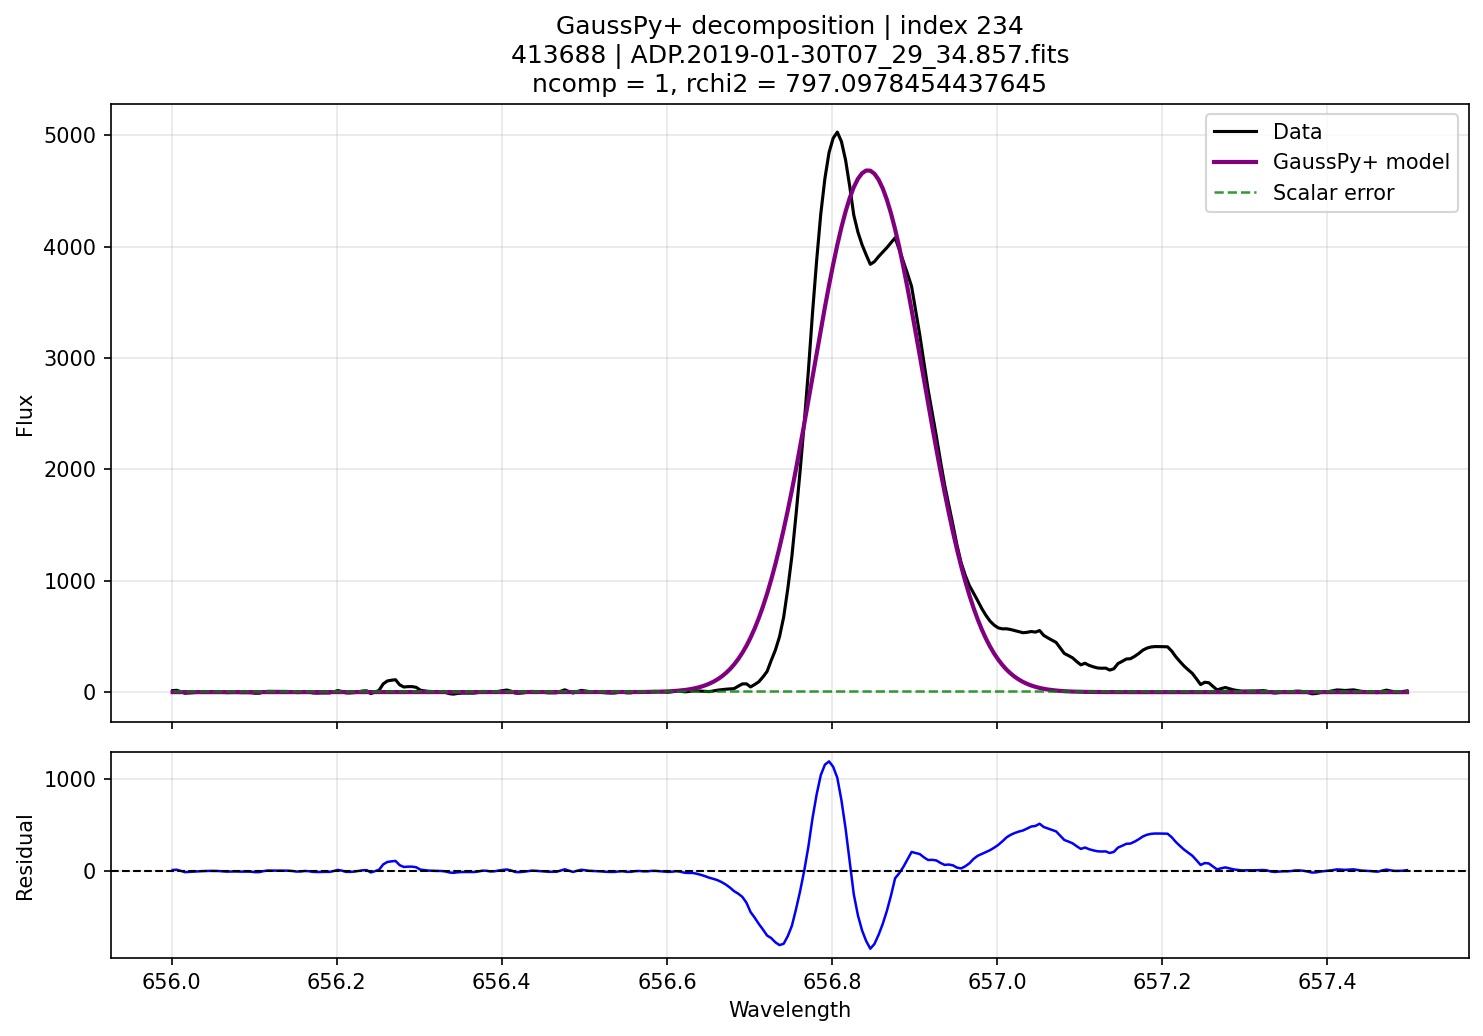 GaussPy+ decomposition | index 234
413688 | ADP.2019-01-30T07_29_34.857.fits
ncomp = 1, rchi2 = 797.0978454437645
Data
GaussPy+ model
Scalar error
Flux
5000
4000
3000
2000
1000
0
Residual
1000
0
656.0 656.2 656.4 656.6 656.8 657.0 657.2 657.4
Wavelength